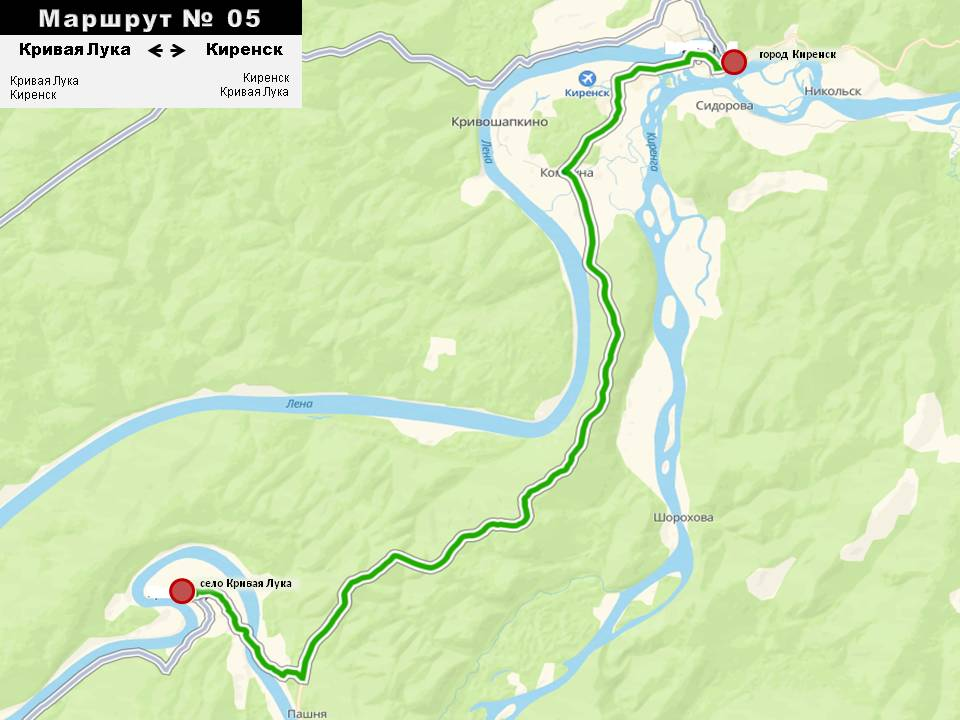 Маршрут № 05
Кривая Лука Киренск
Кривая Лука
Киренск
Киренск
Кривая Лука
город Киренск
Киренск
Никольск
Сидорова
Кривошапкино
Лена
Киренга
Лена
Шорохова
село Кривая Лука
Пашня